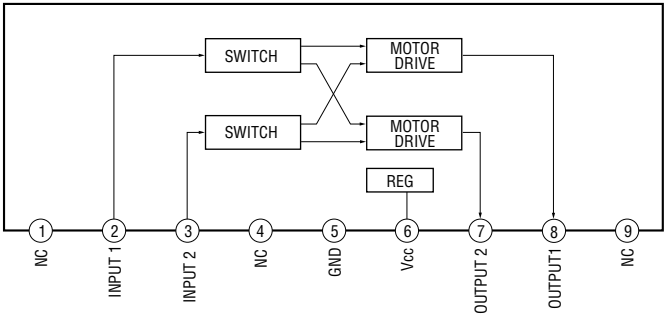 SWITCH
MOTOR
DRIVE
SWITCH
MOTOR
DRIVE
REG
1
2
3
4
5
6
7
8
9
NC
INPUT 1
INPUT 2
NC
GND
Vcc
OUTPUT 2
OUTPUT1
NC